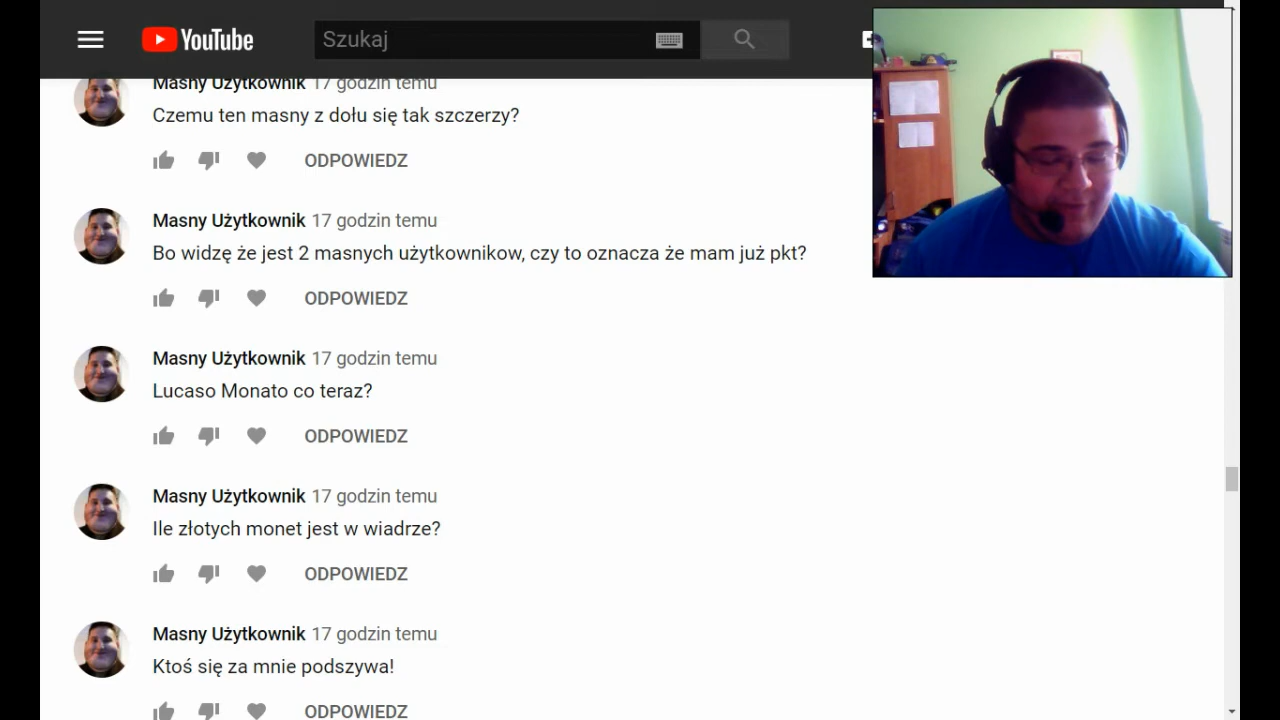 YouTube
Szukaj
Masny Użytkownik 17 godzin temu
Czemu ten masny z dołu się tak szczerzy?
ODPOWIEDZ
Masny Użytkownik 17 godzin temu
Bo widzę że jest 2 masnych użytkownikow, czy to oznacza że mam już pkt?
ODPOWIEDZ
Masny Użytkownik 17 godzin temu
Lucaso Monato co teraz?
ODPOWIEDZ
Masny Użytkownik 17 godzin temu
Ile złotych monet jest w wiadrze?
ODPOWIEDZ
Masny Użytkownik 17 godzin temu
Ktoś się za mnie podszywa!
ODPOWIEDZ